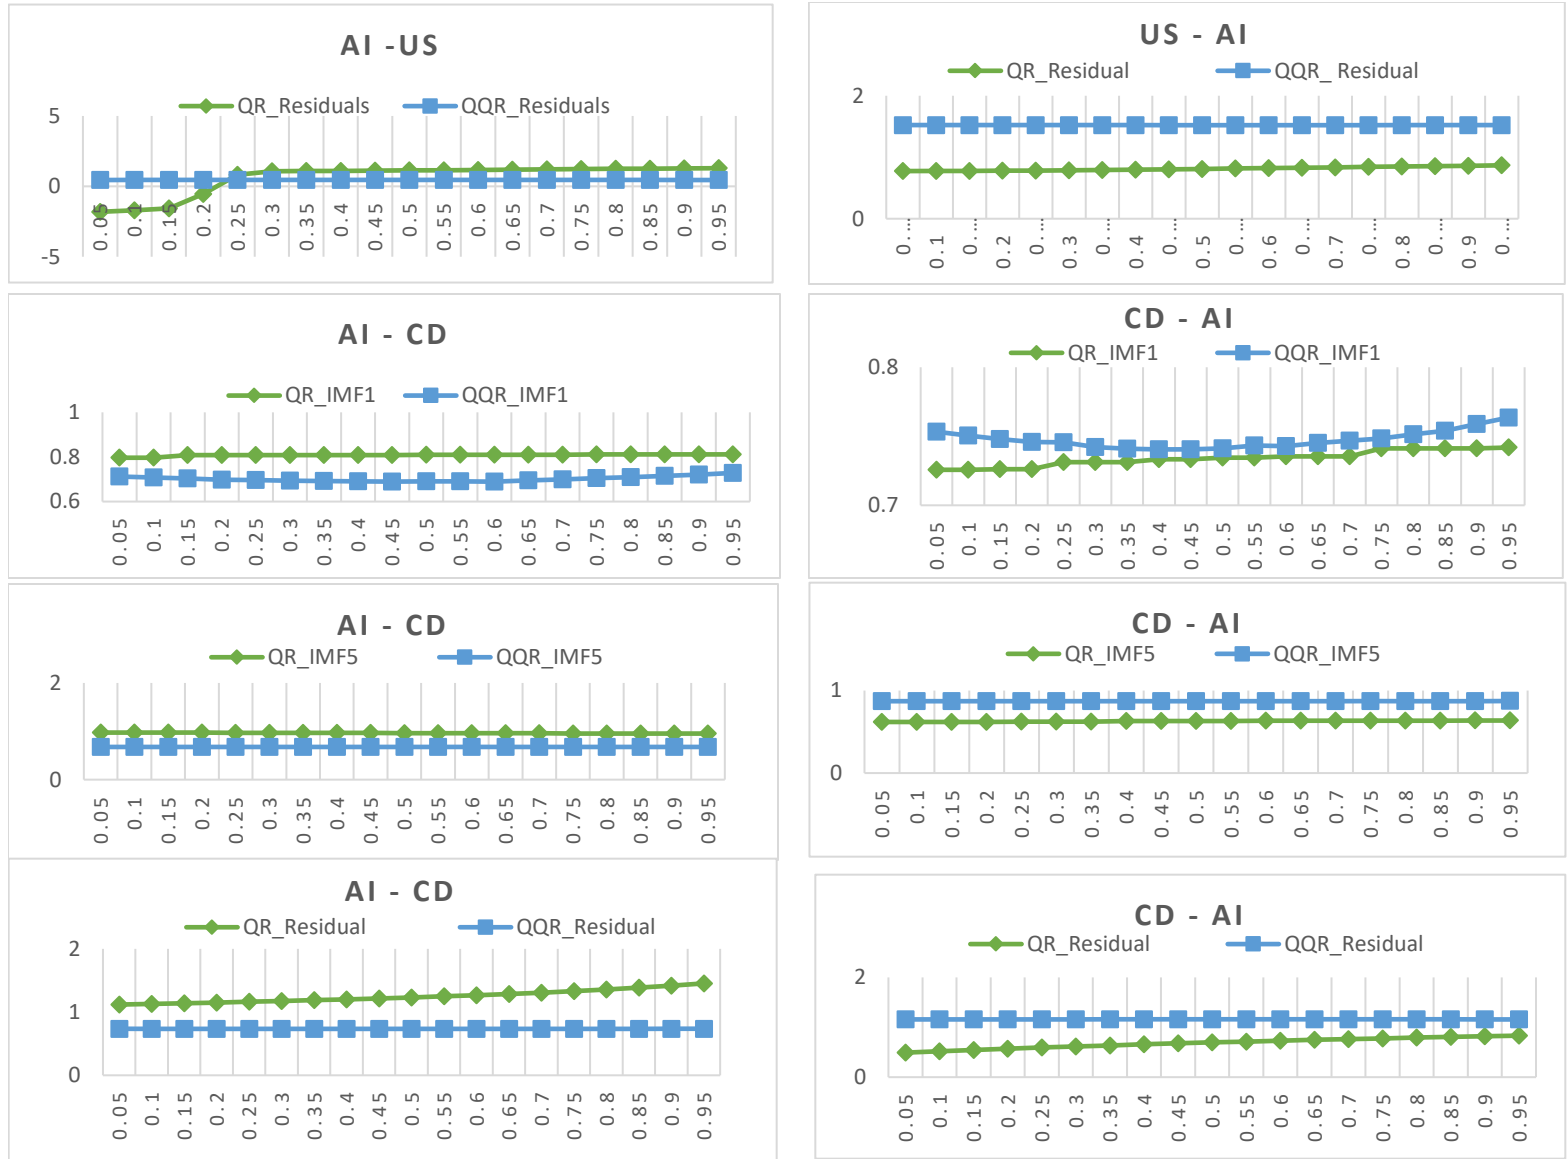 AI -US
QR_Residuals QQR_Residuals
5
0
-5
0.05 0.1 0.15 0.2 0.25 0.3 0.35 0.4 0.45 0.5 0.55 0.6 0.65 0.7 0.75 0.8 0.85 0.9 0.95
US - AI
QR_Residual QQR_ Residual
2
0
0.… 0.1 0.… 0.2 0.… 0.3 0.… 0.4 0.… 0.5 0.… 0.6 0.… 0.7 0.… 0.8 0.… 0.9 0.…
AI - CD
QR_IMF1 QQR_IMF1
1
0.8
0.6
0.05 0.1 0.15 0.2 0.25 0.3 0.35 0.4 0.45 0.5 0.55 0.6 0.65 0.7 0.75 0.8 0.85 0.9 0.95
CD - AI
QR_IMF1 QQR_IMF1
0.8
0.7
0.05 0.1 0.15 0.2 0.25 0.3 0.35 0.4 0.45 0.5 0.55 0.6 0.65 0.7 0.75 0.8 0.85 0.9 0.95
AI - CD
QR_IMF5 QQR_IMF5
2
0
0.05 0.1 0.15 0.2 0.25 0.3 0.35 0.4 0.45 0.5 0.55 0.6 0.65 0.7 0.75 0.8 0.85 0.9 0.95
CD - AI
QR_IMF5 QQR_IMF5
1
0
0.05 0.1 0.15 0.2 0.25 0.3 0.35 0.4 0.45 0.5 0.55 0.6 0.65 0.7 0.75 0.8 0.85 0.9 0.95
AI - CD
QR_Residual QQR_Residual
2
1
0
0.05 0.1 0.15 0.2 0.25 0.3 0.35 0.4 0.45 0.5 0.55 0.6 0.65 0.7 0.75 0.8 0.85 0.9 0.95
CD - AI
QR_Residual QQR_Residual
2
0
0.05 0.1 0.15 0.2 0.25 0.3 0.35 0.4 0.45 0.5 0.55 0.6 0.65 0.7 0.75 0.8 0.85 0.9 0.95